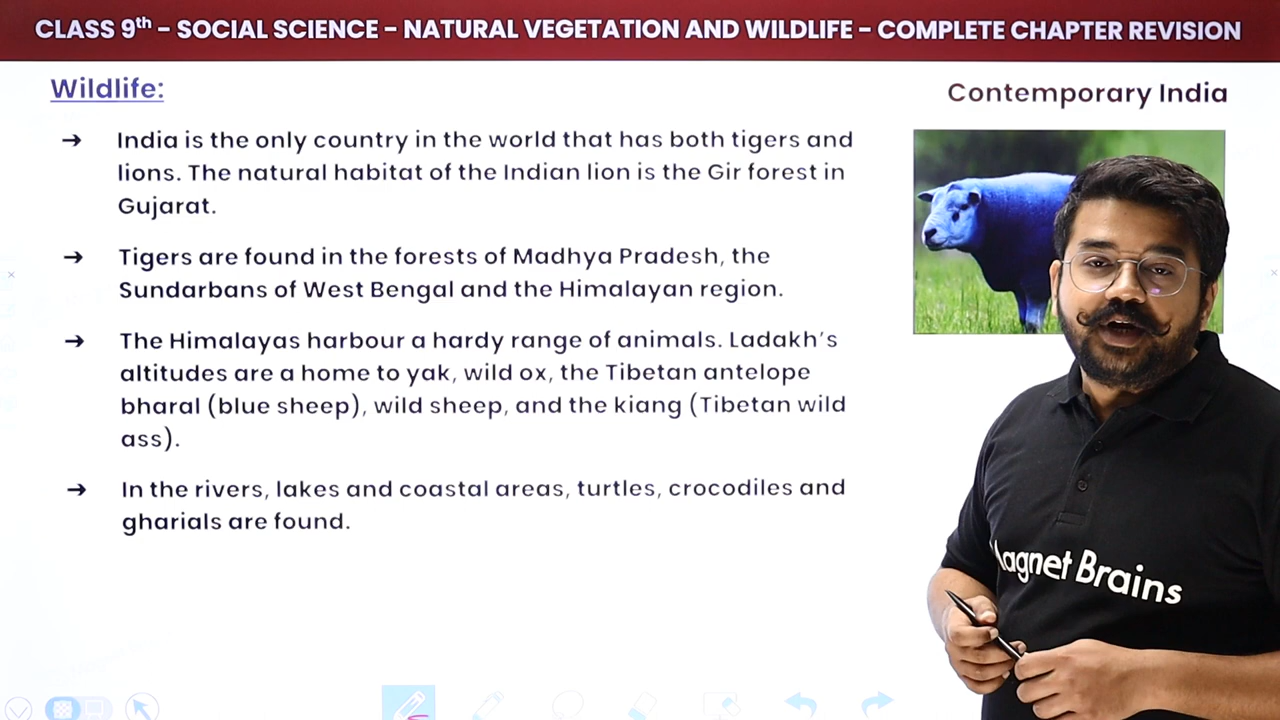 CLASS 9th – SOCIAL SCIENCE – NATURAL VEGETATION AND WILDLIFE – COMPLETE CHAPTER REVISION
Wildlife:
Contemporary India
➔ India is the only country in the world that has both tigers and
lions. The natural habitat of the Indian lion is the Gir forest in
Gujarat.
➔ Tigers are found in the forests of Madhya Pradesh, the
Sundarbans of West Bengal and the Himalayan region.
➔ The Himalayas harbour a hardy range of animals. Ladakh's
altitudes are a home to yak, wild ox, the Tibetan antelope
bharal (blue sheep), wild sheep, and the kiang (Tibetan wild
ass).
➔ In the rivers, lakes and coastal areas, turtles, crocodiles and
gharials are found.
Magnet Brains